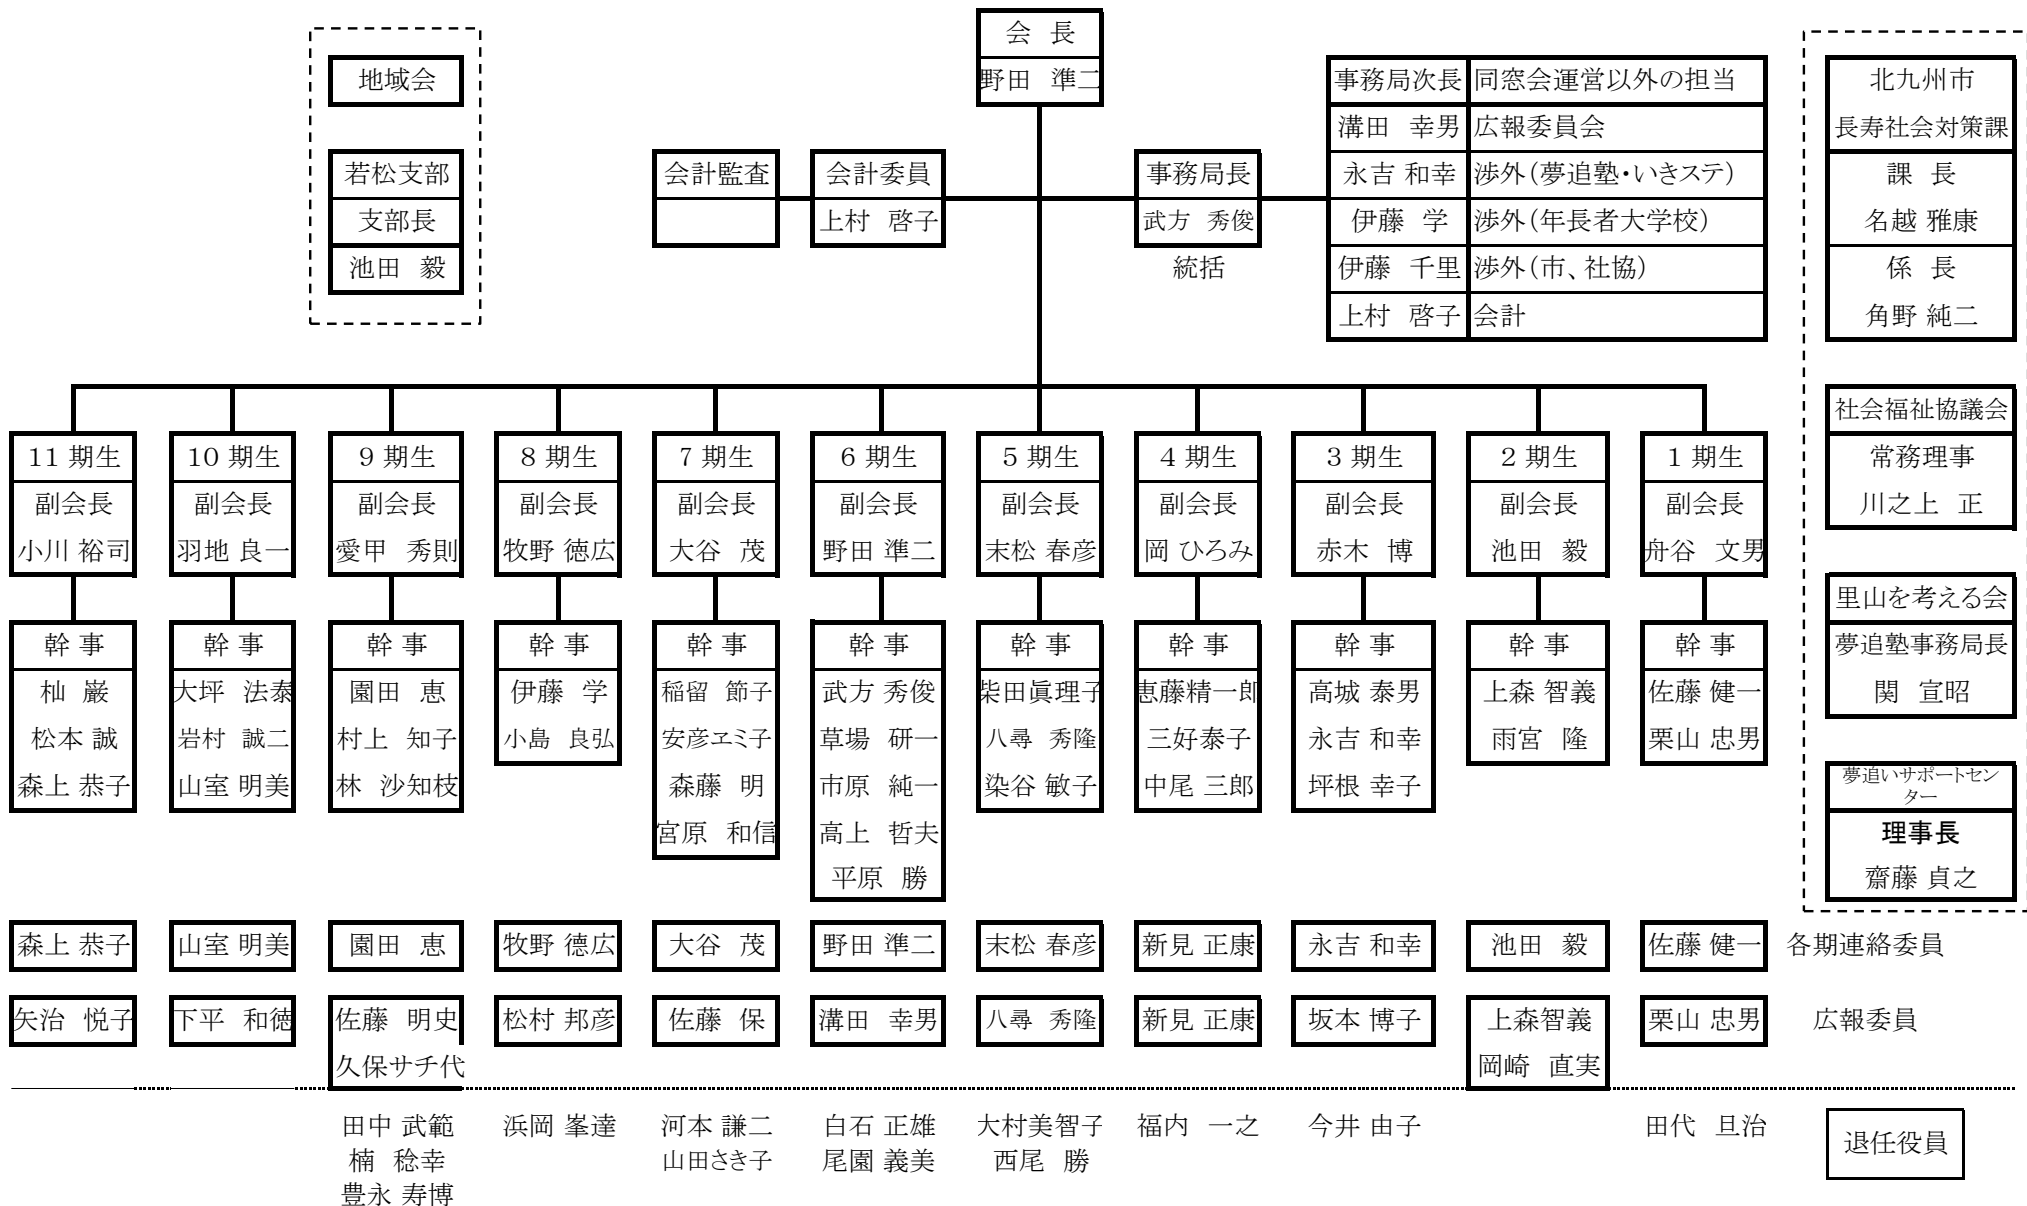 会 長
野田 準二
地域会
若松支部
支部長
池田 毅
会計監査
会計委員
上村 啓子
事務局長
武方 秀俊
統括
事務局次長 同窓会運営以外の担当
溝田 幸男 広報委員会
永吉 和幸 渉外(夢追塾・いきステ)
伊藤 学 渉外(年長者大学校)
伊藤 千里 渉外(市、社協)
上村 啓子 会計
北九州市
長寿社会対策課
課 長
名越 雅康
係 長
角野 純二
社会福祉協議会
常務理事
川之上 正
里山を考える会
夢追塾事務局長
関 宣昭
夢追いサポートセン
ター
理事長
齋藤 貞之
11 期生
副会長
小川 裕司
幹 事
杣 巌
松本 誠
森上 恭子
10 期生
副会長
羽地 良一
幹 事
大坪 法泰
岩村 誠二
山室 明美
9 期生
副会長
愛甲 秀則
幹 事
園田 恵
村上 知子
林 沙知枝
8 期生
副会長
牧野 徳広
幹 事
伊藤 学
小島 良弘
7 期生
副会長
大谷 茂
幹 事
稲留 節子
安彦ヱミ子
森藤 明
宮原 和信
6 期生
副会長
野田 準二
幹 事
武方 秀俊
草場 研一
市原 純一
高上 哲夫
平原 勝
5 期生
副会長
末松 春彦
幹 事
柴田眞理子
八尋 秀隆
染谷 敏子
4 期生
副会長
岡 ひろみ
幹 事
恵藤精一郎
三好泰子
中尾 三郎
3 期生
副会長
赤木 博
幹 事
高城 泰男
永吉 和幸
坪根 幸子
2 期生
副会長
池田 毅
幹 事
上森 智義
雨宮 隆
1 期生
副会長
舟谷 文男
幹 事
佐藤 健一
栗山 忠男
森上 恭子 山室 明美 園田 恵 牧野 徳広 大谷 茂 野田 準二 末松 春彦 新見 正康 永吉 和幸 池田 毅 佐藤 健一 各期連絡委員
矢治 悦子 下平 和徳 佐藤 明史 松村 邦彦 佐藤 保 溝田 幸男 八尋 秀隆 新見 正康 坂本 博子 上森智義 栗山 忠男 広報委員
久保サチ代 岡崎 直実
田中 武範 浜岡 峯達 河本 謙二 白石 正雄 大村美智子 福内 一之 今井 由子 田代 旦治
楠 稔幸 山田さき子 尾園 義美 西尾 勝
豊永 寿博
退任役員